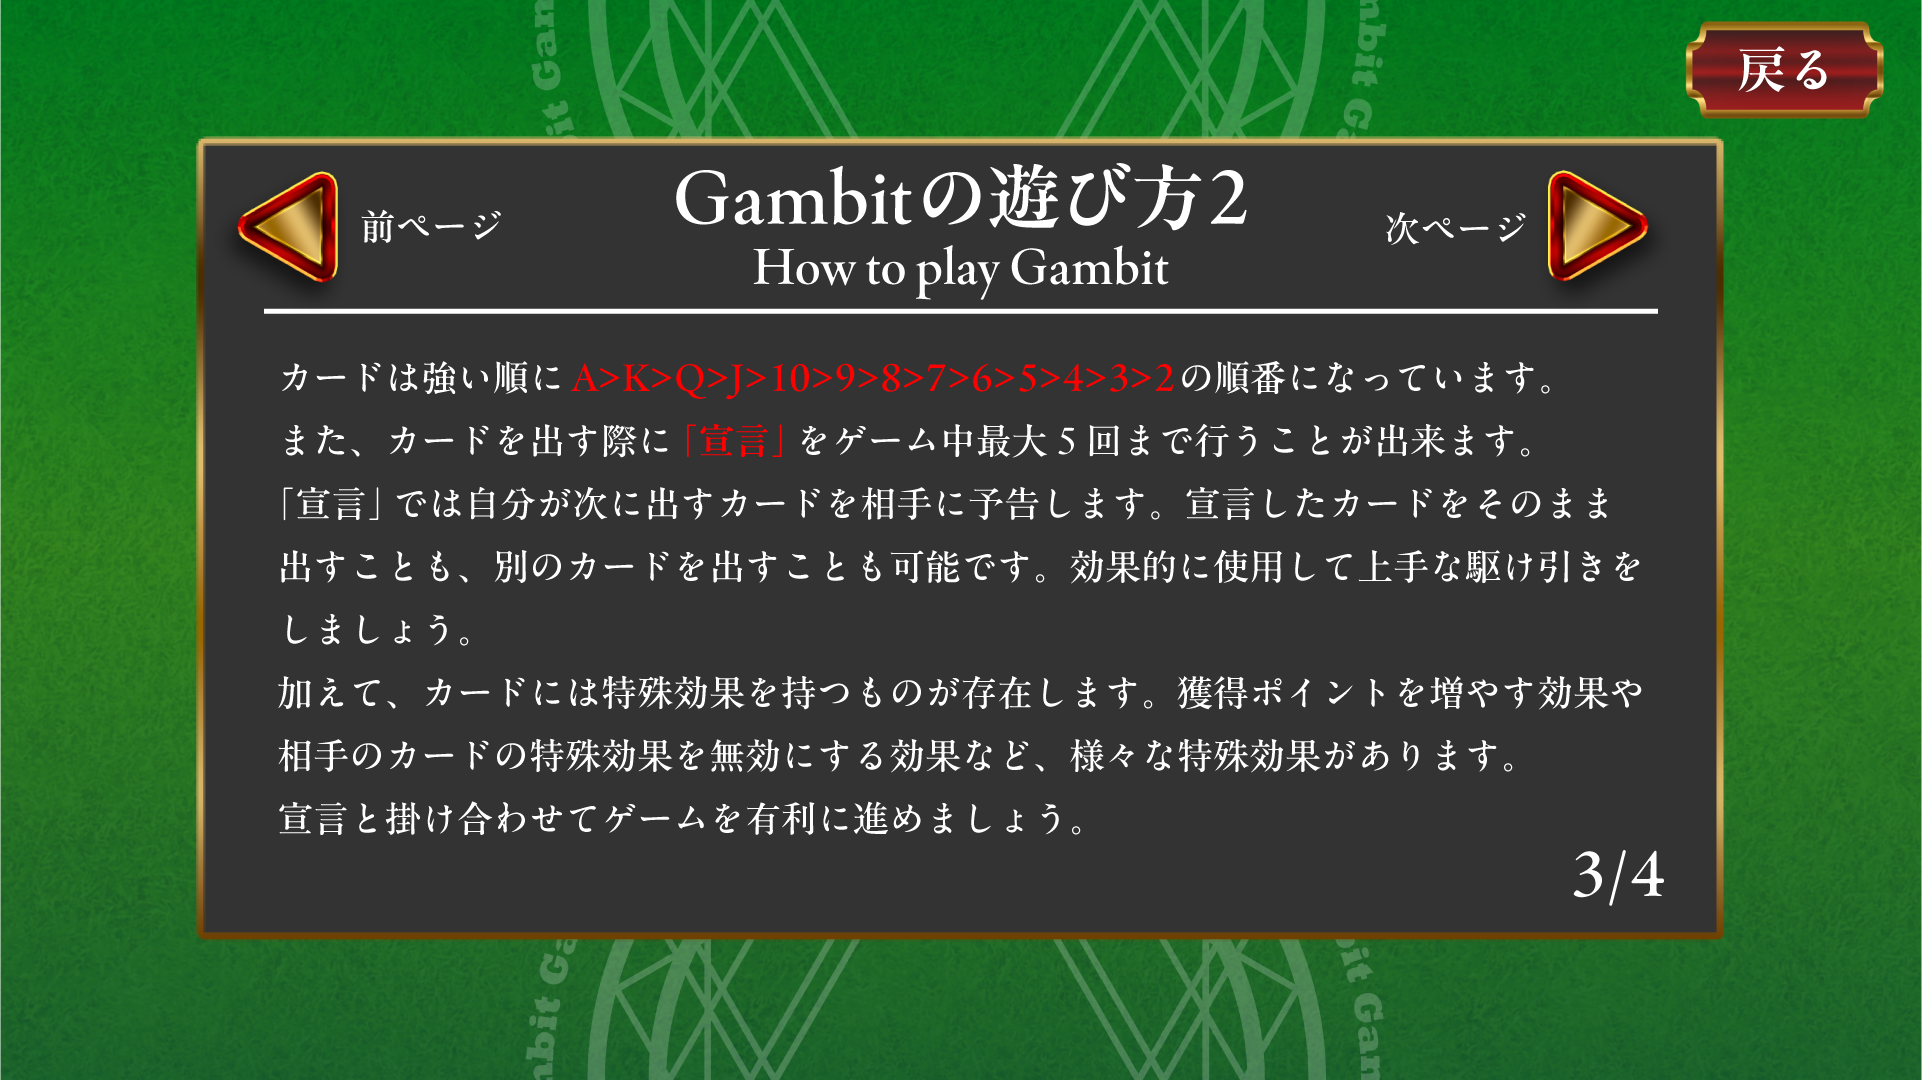 戻る
前ページ
Gambitの遊び方2
次ページ
How to play Gambit
カードは強い順に A>K>Q>J>10>9>8>7>6>5>4>3>2の順番になっています。
また、カードを出す際に「宣言」をゲーム中最大 5 回まで行うことが出来ます。
「宣言」では自分が次に出すカードを相手に予告します。宣言したカードをそのまま
出すことも、別のカードを出すことも可能です。効果的に使用して上手な駆け引きを
しましょう。
加えて、カードには特殊効果を持つものが存在します。獲得ポイントを増やす効果や
相手のカードの特殊効果を無効にする効果など、様々な特殊効果があります。
宣言と掛け合わせてゲームを有利に進めましょう。
3/4